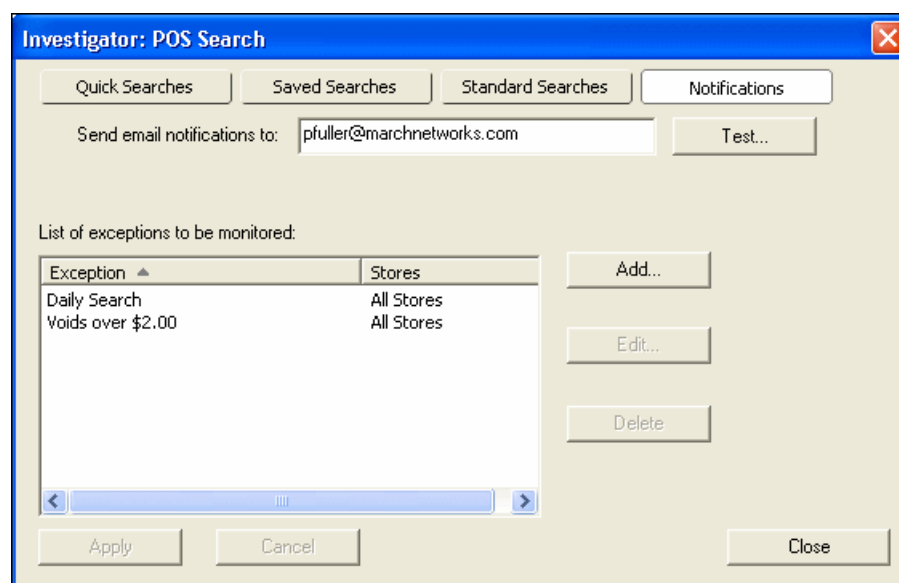 Investigator: POS Search
Quick Searches Saved Searches Standard Searches Notifications
Send email notifications to: pfuller@marchnetworks.com Test...
List of exceptions to be monitored:
Exception Stores Add...
Daily Search All Stores
Voids over $2.00 All Stores
Edit...
Delete
Apply Cancel Close